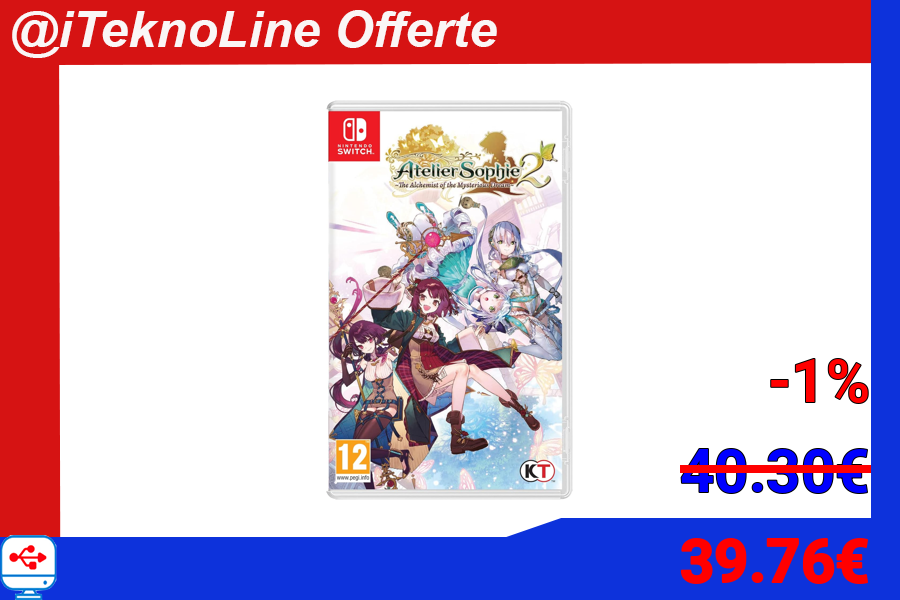 @iTeknoLine Offerte
NINTENDO
SWITCH
Atelier Sophie 2
~The Alchemist of the Mysterious Dream~
12
www.pegi.info
KT
-1%
40.30€
39.76€